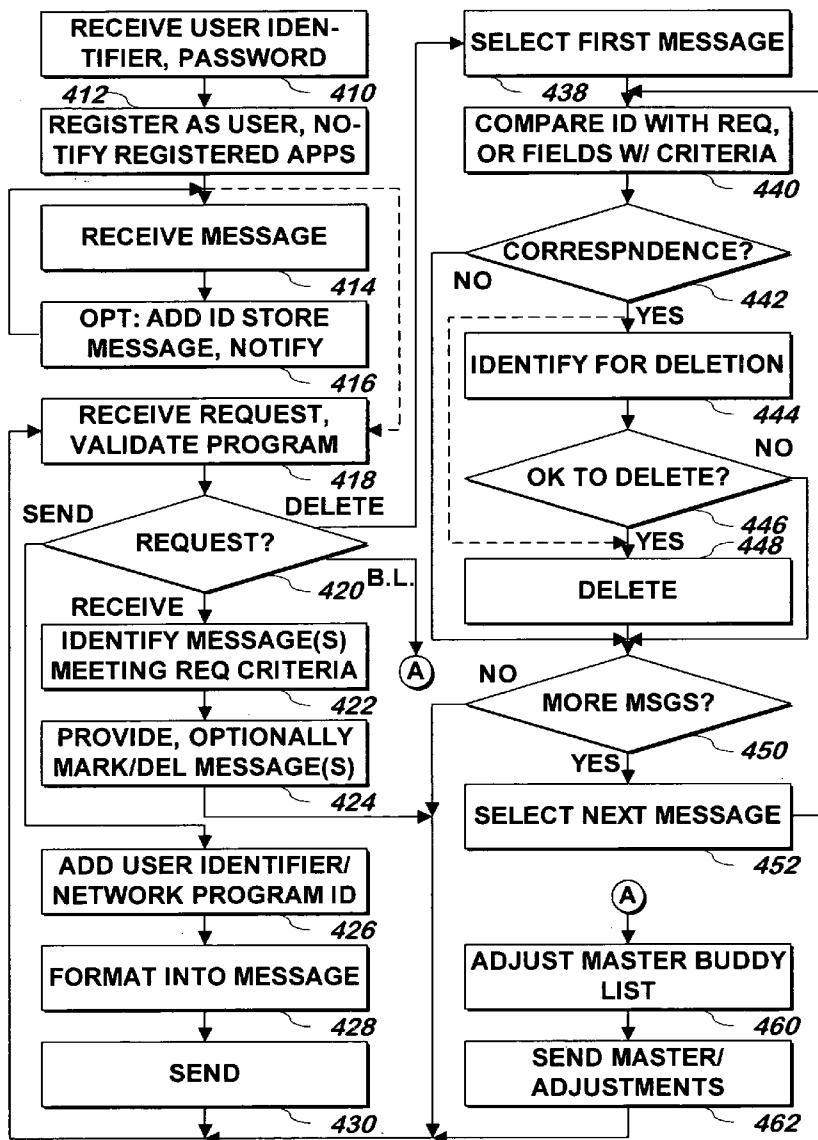 RECEIVE USER IDEN-
TIFIER, PASSWORD
410
412
REGISTER AS USER, NO-
TIFY REGISTERED APPS
RECEIVE MESSAGE
414
OPT: ADD ID STORE
MESSAGE, NOTIFY
416
RECEIVE REQUEST,
VALIDATE PROGRAM
418
SEND
DELETE
REQUEST?
420
B.L.
RECEIVE
A
IDENTIFY MESSAGE(S)
MEETING REQ CRITERIA
422
PROVIDE, OPTIONALLY
MARK/DEL MESSAGE(S)
424
ADD USER IDENTIFIER/
NETWORK PROGRAM ID
426
FORMAT INTO MESSAGE
428
SEND
430
SELECT FIRST MESSAGE
438
COMPARE ID WITH REQ,
OR FIELDS W/ CRITERIA
440
CORRESPNDENCE?
NO
442
YES
IDENTIFY FOR DELETION
444
NO
OK TO DELETE?
446
YES
448
DELETE
NO
MORE MSGS?
450
YES
SELECT NEXT MESSAGE
452
A
ADJUST MASTER BUDDY
LIST
460
SEND MASTER/
ADJUSTMENTS
462